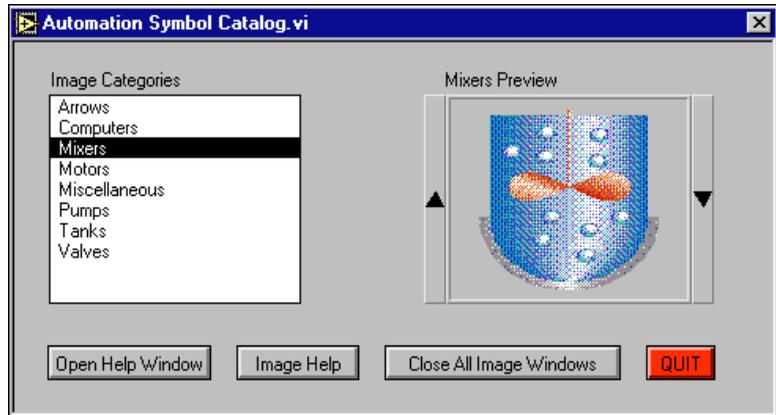 Automation Symbol Catalog.vi
Image Categories
Arrows
Computers
Mixers
Motors
Miscellaneous
Pumps
Tanks
Valves
Mixers Preview
Open Help Window
Image Help
Close All Image Windows
QUIT